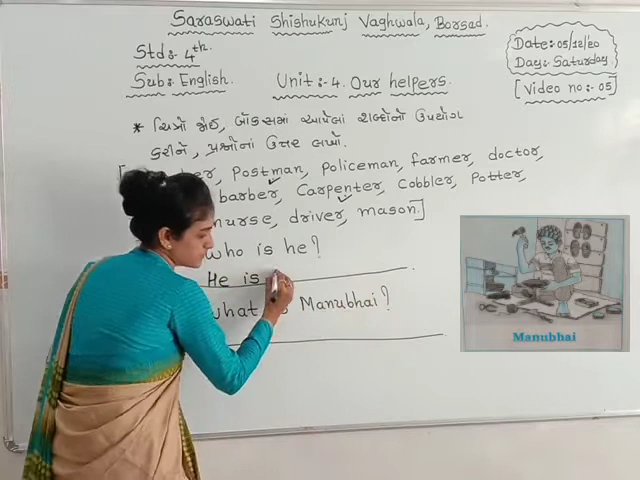 Saraswati Shishukunj Vaghwala, Borsad.
Std:- 4th.
Date:- 05/12/20
Day:- Saturday.
Sub:- English.
Unit:- 4. Our helpers.
[Video no:- 05]
* ચિત્રો જોઈ, બૉક્સમાં આપેલાં શબ્દોનો ઉપયોગ
કરીને, પ્રશ્નોનાં ઉત્તર લખો.
postman, policeman, farmer, doctor,
barber, Carpenter, Cobbler, Potter,
nurse, driver, mason.]
who is he?
He is
what is Manubhai?
Manubhai